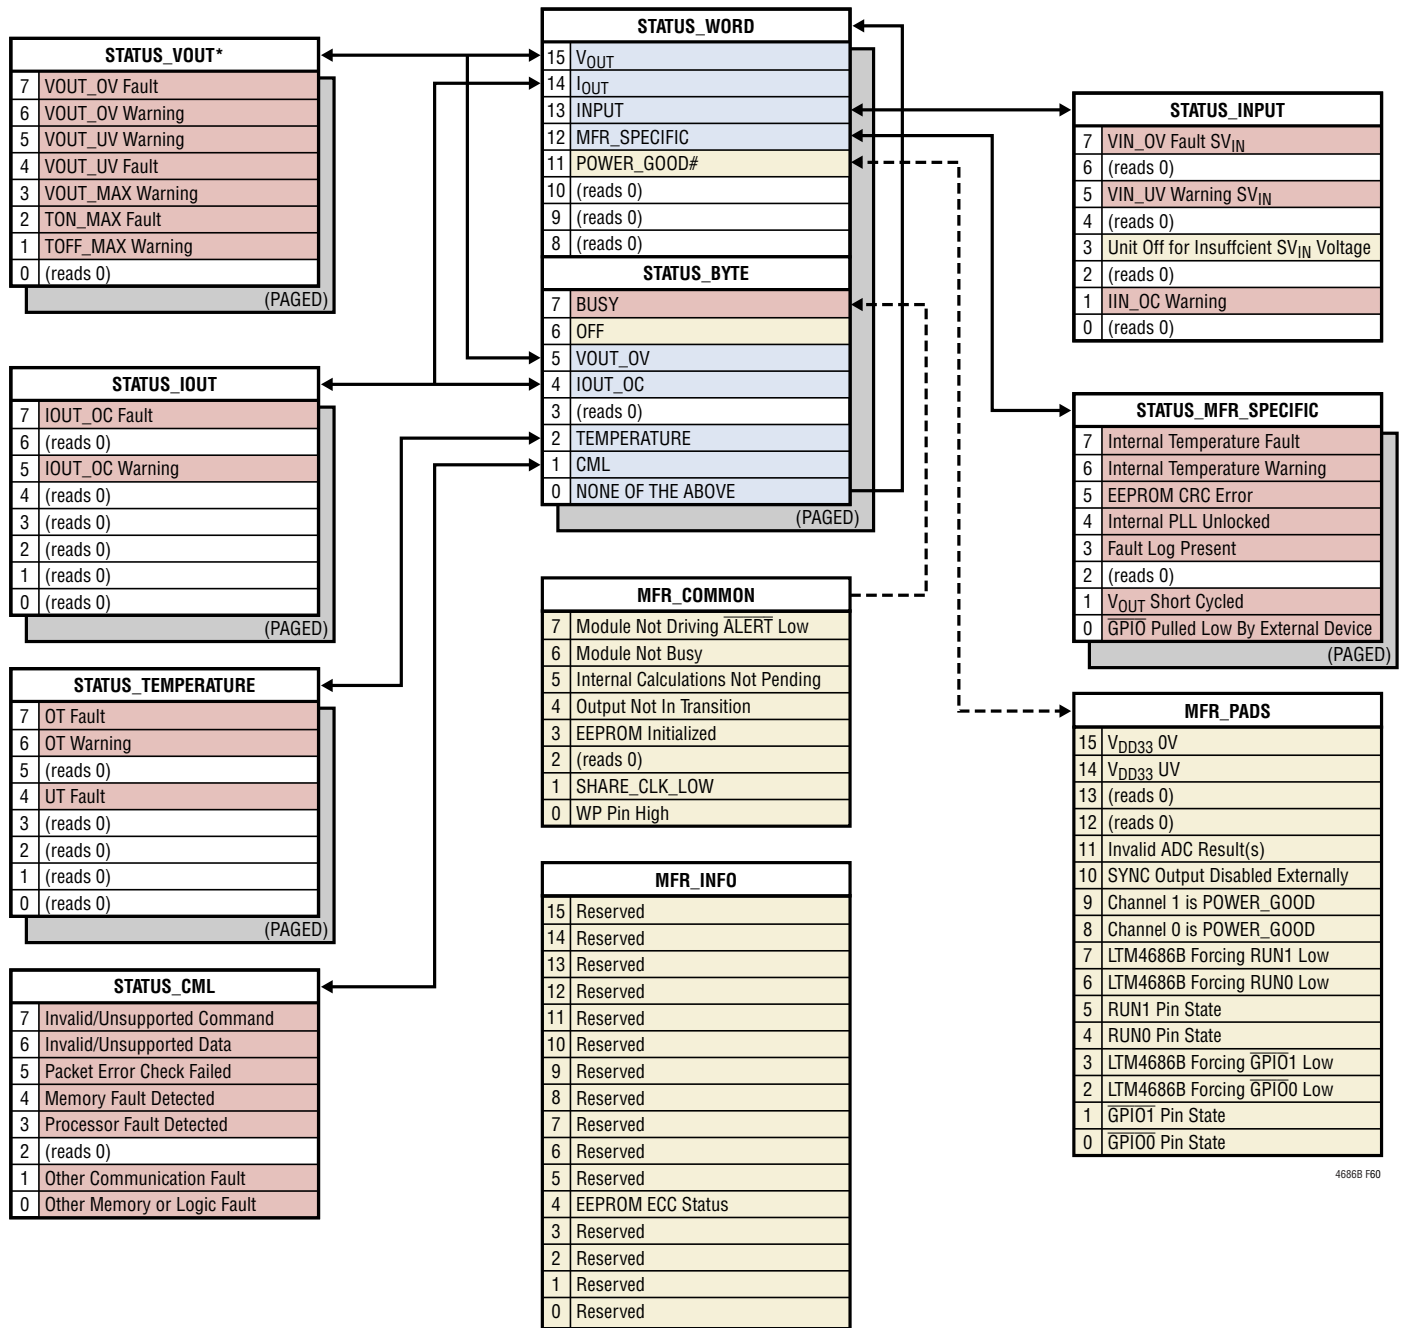 STATUS_VOUT*
7 VOUT_OV Fault
6 VOUT_OV Warning
5 VOUT_UV Warning
4 VOUT_UV Fault
3 VOUT_MAX Warning
2 TON_MAX Fault
1 TOFF_MAX Warning
0 (reads 0)
(PAGED)
STATUS_IOUT
7 IOUT_OC Fault
6 (reads 0)
5 IOUT_OC Warning
4 (reads 0)
3 (reads 0)
2 (reads 0)
1 (reads 0)
0 (reads 0)
(PAGED)
STATUS_TEMPERATURE
7 OT Fault
6 OT Warning
5 (reads 0)
4 UT Fault
3 (reads 0)
2 (reads 0)
1 (reads 0)
0 (reads 0)
(PAGED)
STATUS_CML
7 Invalid/Unsupported Command
6 Invalid/Unsupported Data
5 Packet Error Check Failed
4 Memory Fault Detected
3 Processor Fault Detected
2 (reads 0)
1 Other Communication Fault
0 Other Memory or Logic Fault
STATUS_WORD
15 VOUT
14 IOUT
13 INPUT
12 MFR_SPECIFIC
11 POWER_GOOD#
10 (reads 0)
9 (reads 0)
8 (reads 0)
STATUS_BYTE
7 BUSY
6 OFF
5 VOUT_OV
4 IOUT_OC
3 (reads 0)
2 TEMPERATURE
1 CML
0 NONE OF THE ABOVE
(PAGED)
MFR_COMMON
7 Module Not Driving ALERT Low
6 Module Not Busy
5 Internal Calculations Not Pending
4 Output Not In Transition
3 EEPROM Initialized
2 (reads 0)
1 SHARE_CLK_LOW
0 WP Pin High
MFR_INFO
15 Reserved
14 Reserved
13 Reserved
12 Reserved
11 Reserved
10 Reserved
9 Reserved
8 Reserved
7 Reserved
6 Reserved
5 Reserved
4 EEPROM ECC Status
3 Reserved
2 Reserved
1 Reserved
0 Reserved
STATUS_INPUT
7 VIN_OV Fault SVIN
6 (reads 0)
5 VIN_UV Warning SVIN
4 (reads 0)
3 Unit Off for Insuffcient SVIN Voltage
2 (reads 0)
1 IIN_OC Warning
0 (reads 0)
STATUS_MFR_SPECIFIC
7 Internal Temperature Fault
6 Internal Temperature Warning
5 EEPROM CRC Error
4 Internal PLL Unlocked
3 Fault Log Present
2 (reads 0)
1 VOUT Short Cycled
0 GPIO Pulled Low By External Device
(PAGED)
MFR_PADS
15 VDD33 OV
14 VDD33 UV
13 (reads 0)
12 (reads 0)
11 Invalid ADC Result(s)
10 SYNC Output Disabled Externally
9 Channel 1 is POWER_GOOD
8 Channel 0 is POWER_GOOD
7 LTM4686B Forcing RUN1 Low
6 LTM4686B Forcing RUN0 Low
5 RUN1 Pin State
4 RUN0 Pin State
3 LTM4686B Forcing GPIO1 Low
2 LTM4686B Forcing GPIO0 Low
1 GPIO1 Pin State
0 GPIO0 Pin State
4686B F60